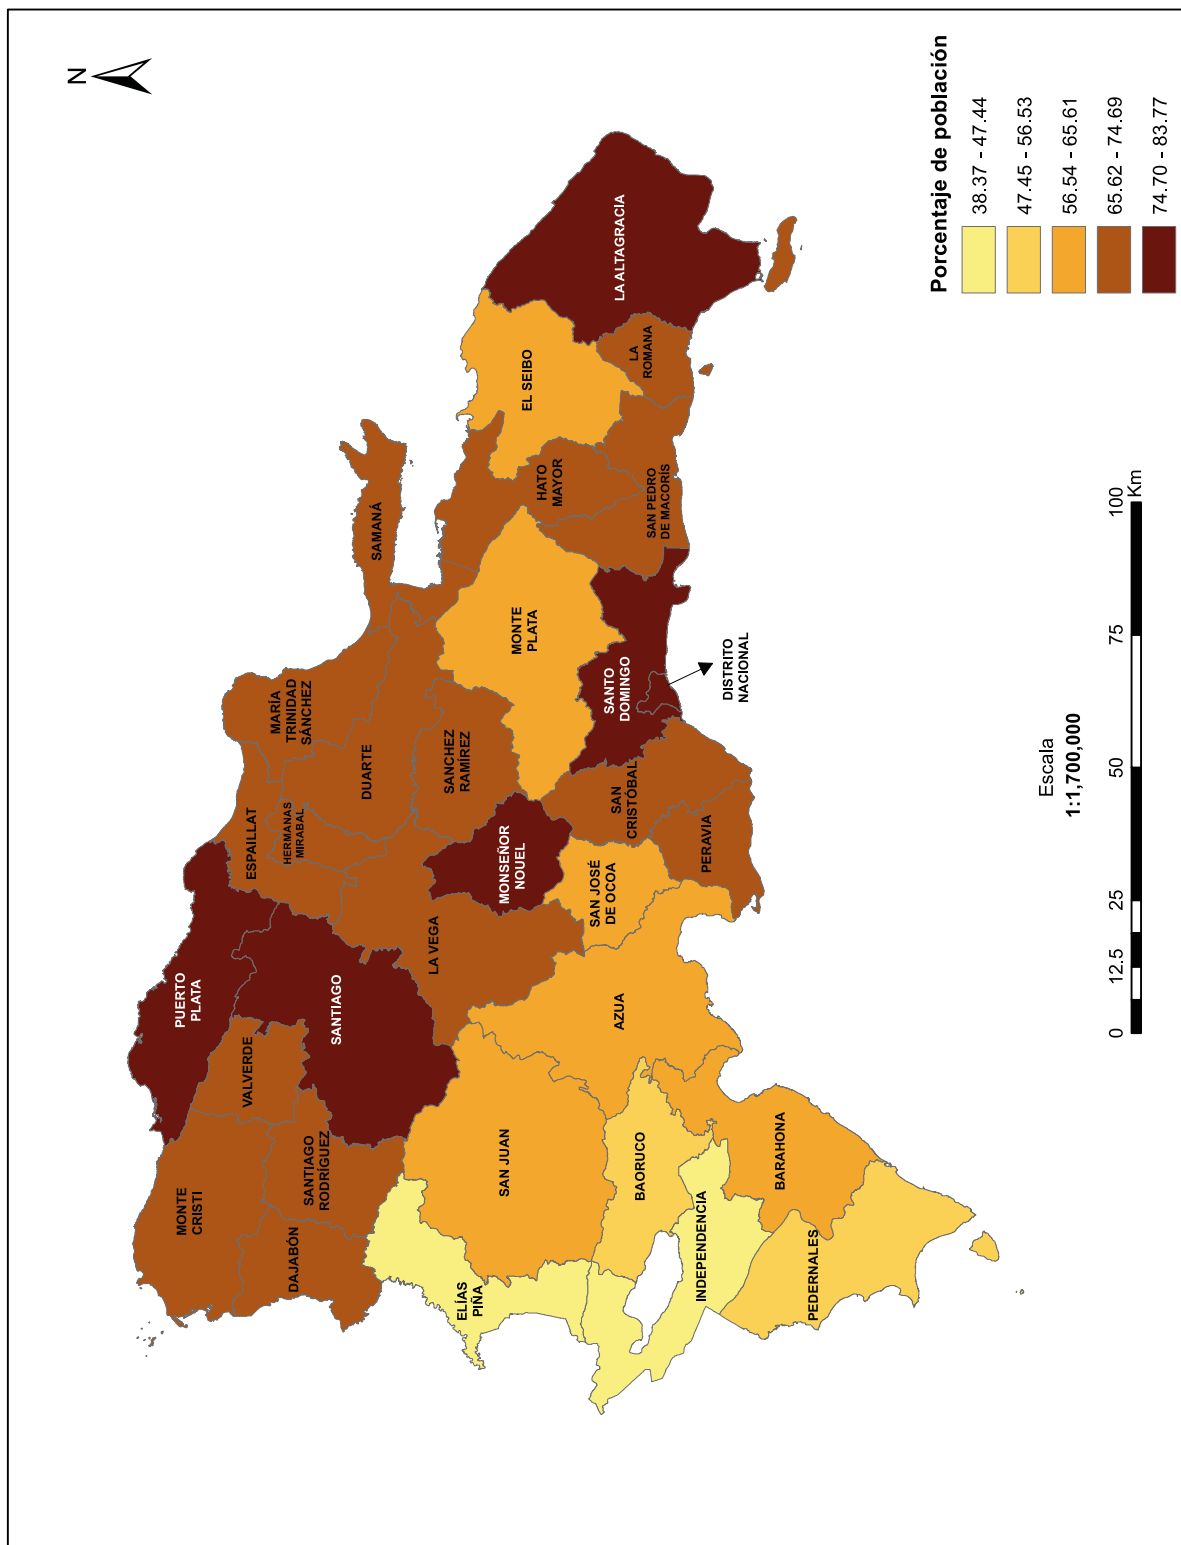 N
PUERTO
PLATA
MONTE
CRISTI
VALVERDE
ESPAILLAT
MARÍA
TRINIDAD
SÁNCHEZ
HERMANAS
MIRABAL
DAJABÓN
SANTIAGO
RODRÍGUEZ
SANTIAGO
DUARTE
SAMANÁ
LA VEGA
SANCHEZ
RAMÍREZ
ELÍAS
PIÑA
SAN JUAN
MONSEÑOR
NOUEL
MONTE
PLATA
HATO
MAYOR
EL SEIBO
LA ALTAGRACIA
SAN JOSÉ
DE OCOA
SAN
CRISTÓBAL
SANTO
DOMINGO
SAN PEDRO
DE MACORÍS
LA
ROMANA
AZUA
BAORUCO
PERAVIA
DISTRITO
NACIONAL
INDEPENDENCIA
BARAHONA
PEDERNALES
Porcentaje de población
38.37 - 47.44
47.45 - 56.53
56.54 - 65.61
65.62 - 74.69
74.70 - 83.77
Escala
1:1,700,000
0 12.5 25 50 75 100
Km